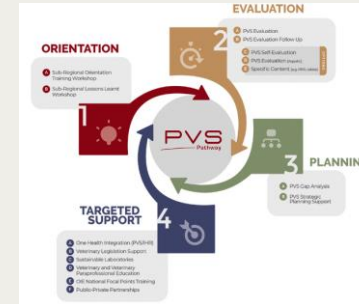 EVALUATION
2
A PVS Evaluation
B PVS Evaluation Follow Up
C PVS Self-Evaluation
D PVS Evaluation
E Specific Content
ORIENTATION
A Sub-Regional Orientation
Training Workshop
B Sub-Regional Lessons Learnt
Workshop
1
PVS
Pathway
3
PLANNIN
A PVS Gap Analysis
B PVS Strategic
Planning Support
TARGETED
SUPPORT
4
A One Health Integration
B Veterinary Legislation Support
C Sustainable Laboratories
D Veterinary and Veterinary
Paraprofessional Education
E OIE National Focal Points Training
F Public-Private Partnerships